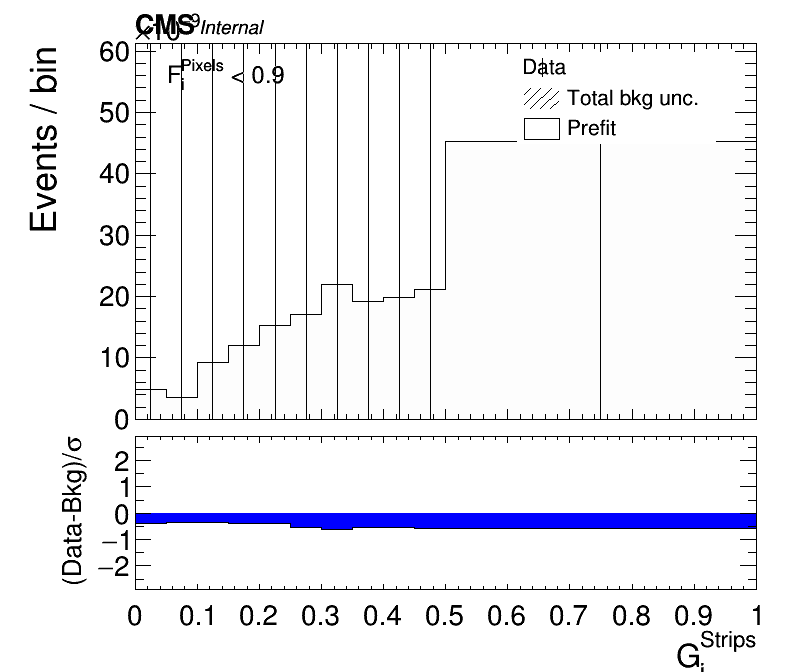 CMS Internal
×10⁻⁹
Events / bin
60
50
40
30
20
10
0
F_i^Pixels < 0.9
Data
Total bkg unc.
Prefit
(Data-Bkg)/σ
2
1
0
−1
−2
0 0.1 0.2 0.3 0.4 0.5 0.6 0.7 0.8 0.9 1
G_i^Strips